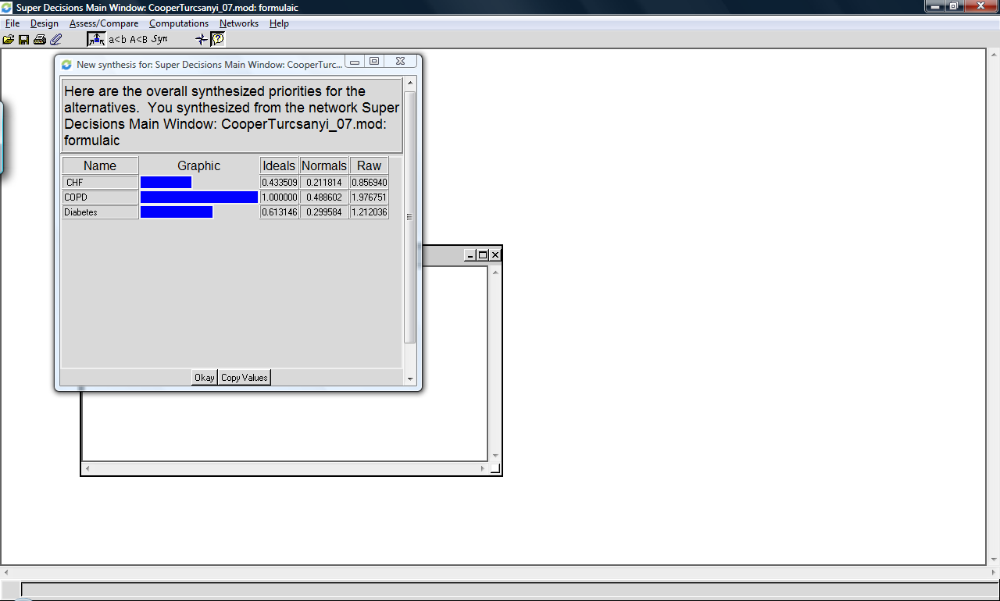 Super Decisions Main Window: CooperTurcsanyi_07.mod: formulaic
File Design Assess/Compare Computations Networks Help
a<b A<B Syn
New synthesis for: Super Decisions Main Window: CooperTurc...
Here are the overall synthesized priorities for the
alternatives. You synthesized from the network Super
Decisions Main Window: CooperTurcsanyi_07.mod:
formulaic
Name Graphic Ideals Normals Raw
CHF 0.433509 0.211814 0.856940
COPD 1.000000 0.488602 1.976751
Diabetes 0.613146 0.299584 1.212036
Okay Copy Values